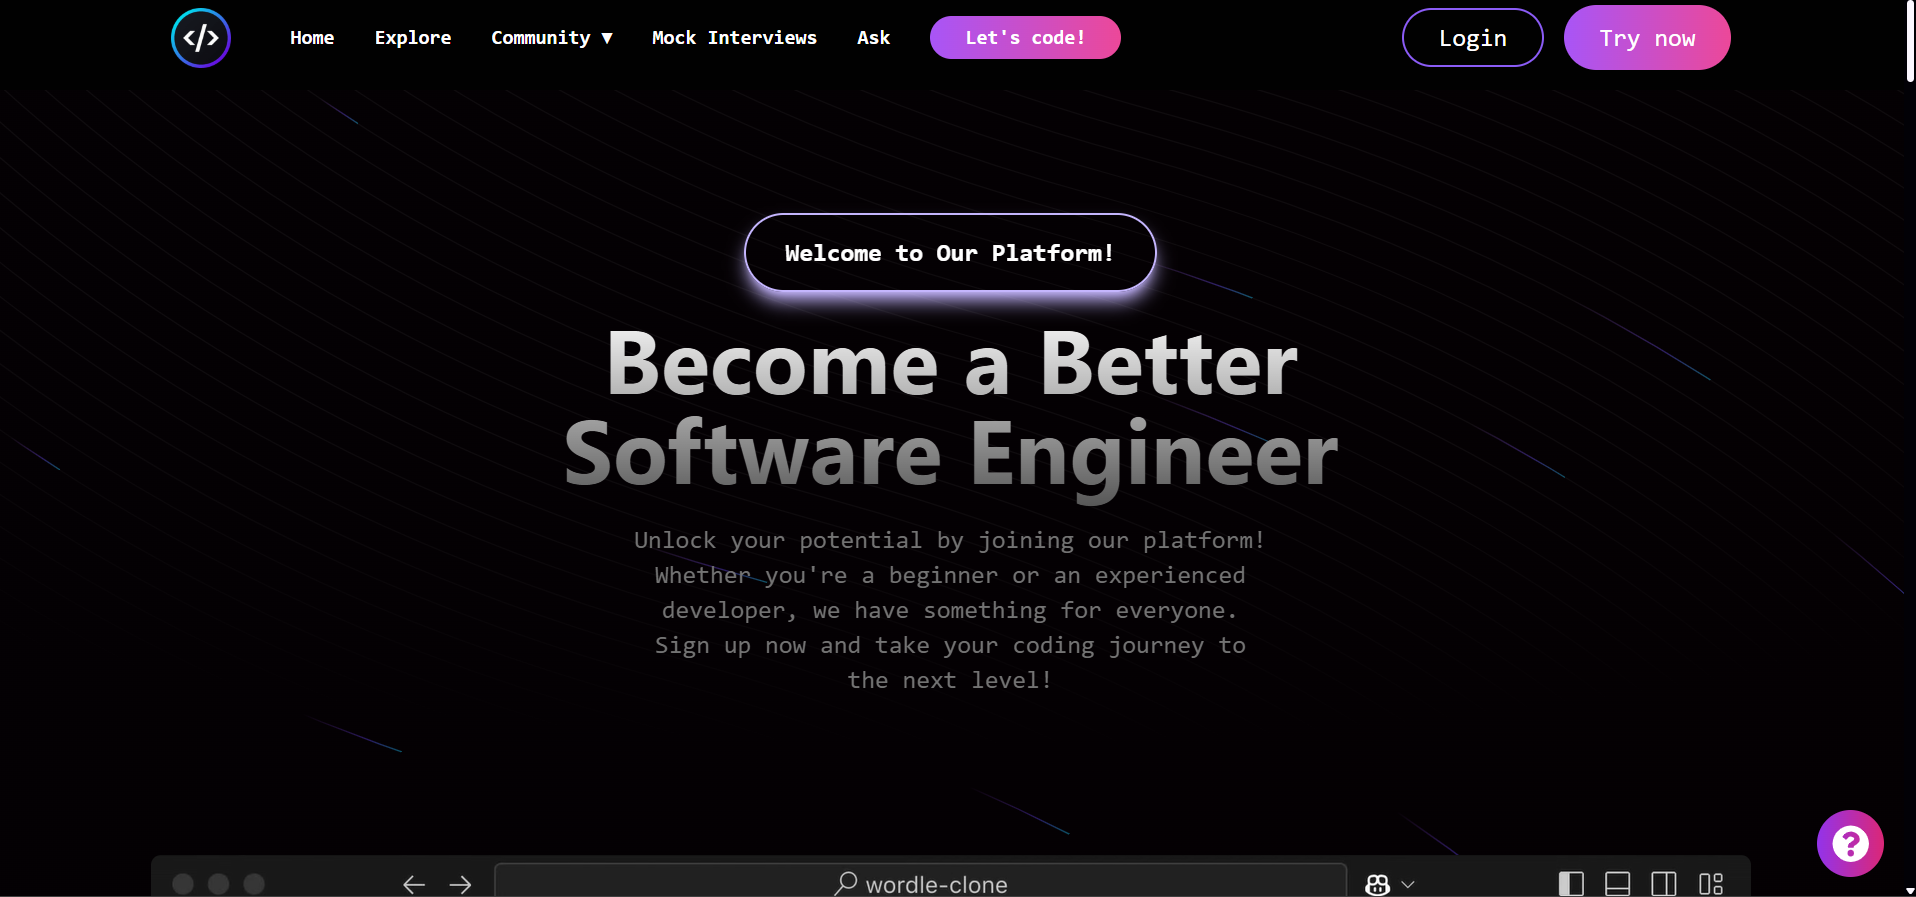 </>
Home Explore Community ▼ Mock Interviews Ask Let's code! Login Try now
Welcome to Our Platform!
Become a Better
Software Engineer
Unlock your potential by joining our platform!
Whether you're a beginner or an experienced
developer, we have something for everyone.
Sign up now and take your coding journey to
the next level!
wordle-clone
?